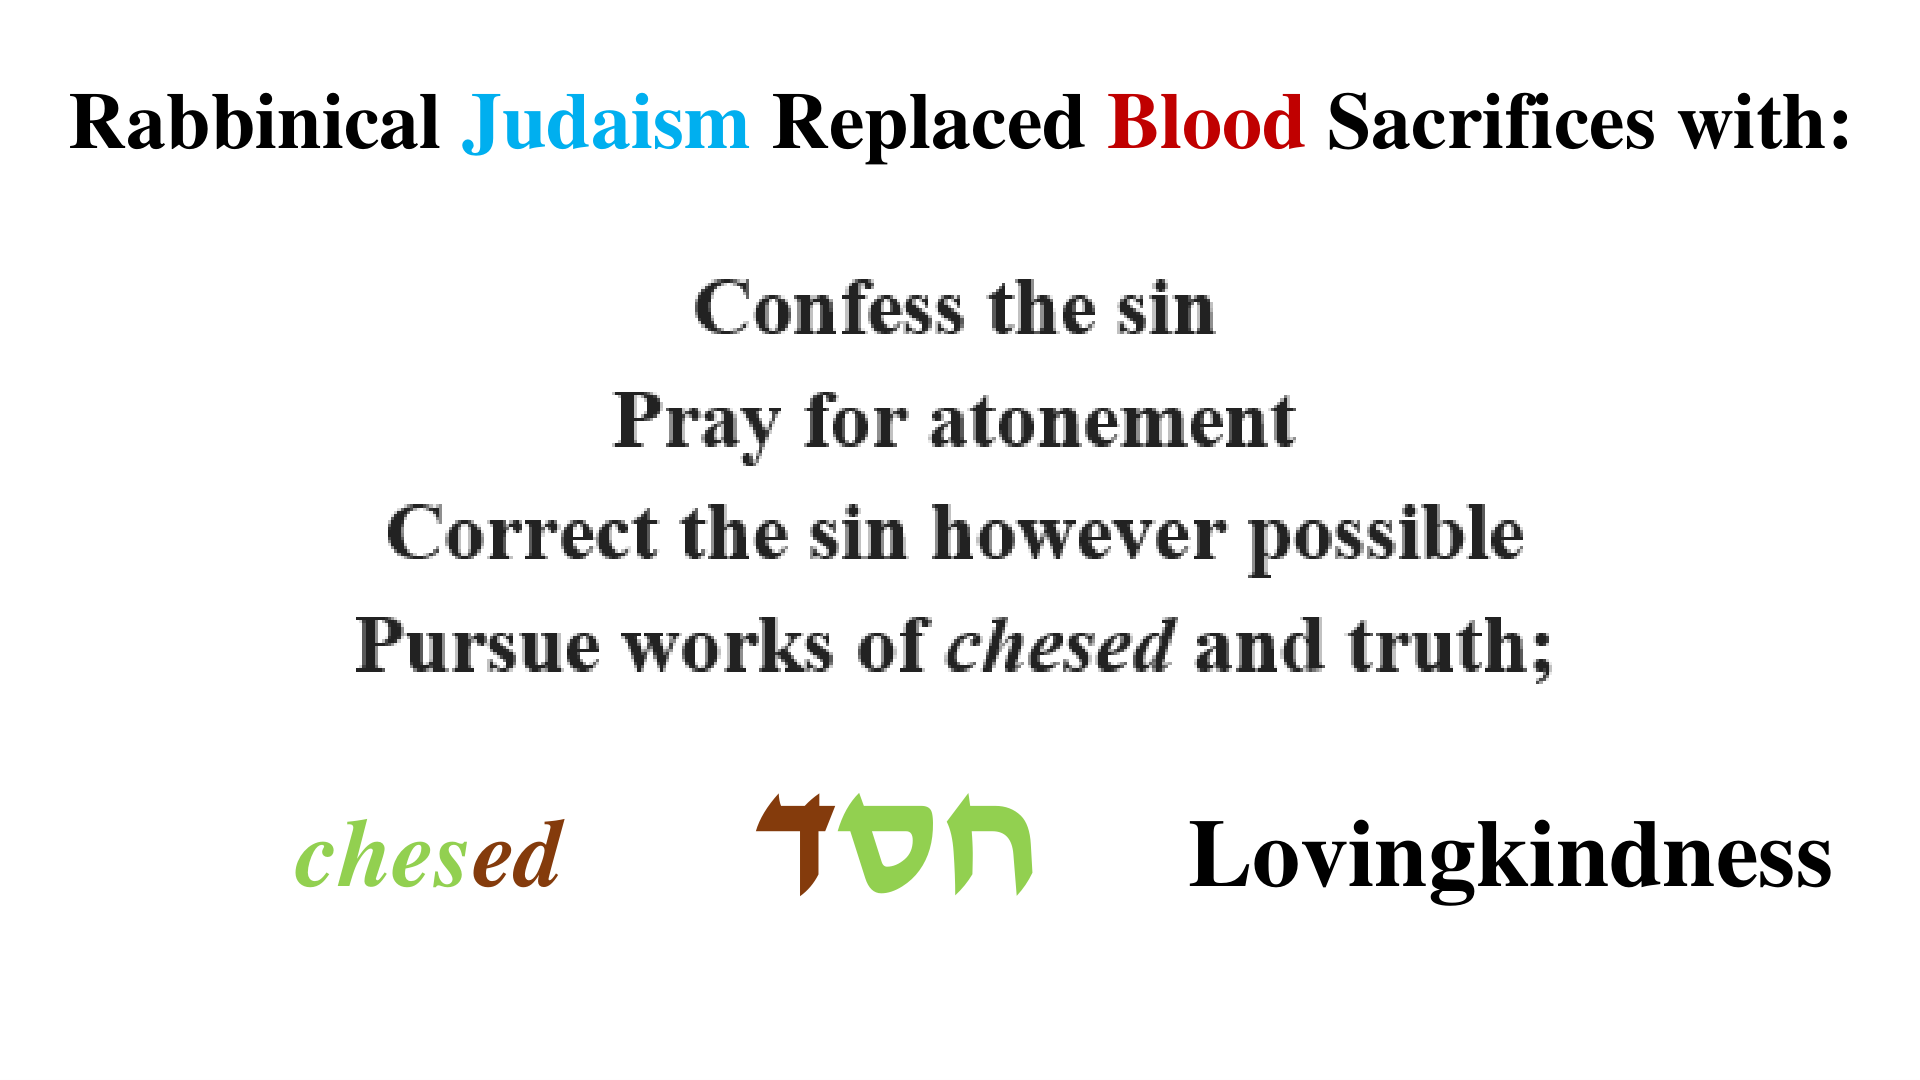 Rabbinical Judaism Replaced Blood Sacrifices with:
Confess the sin
Pray for atonement
Correct the sin however possible
Pursue works of chesed and truth;
chesed חסד Lovingkindness